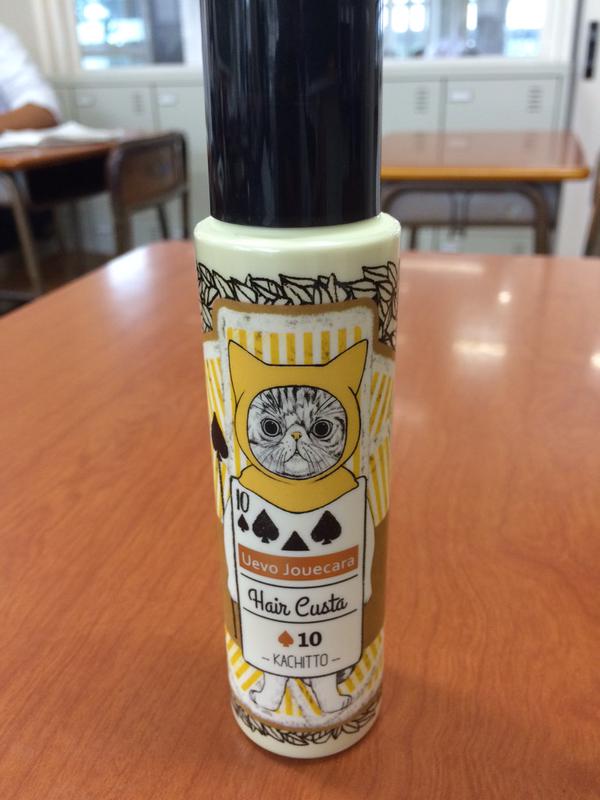 10
Uevo Jouecara
Hair Custa
10
- KACHITTO -